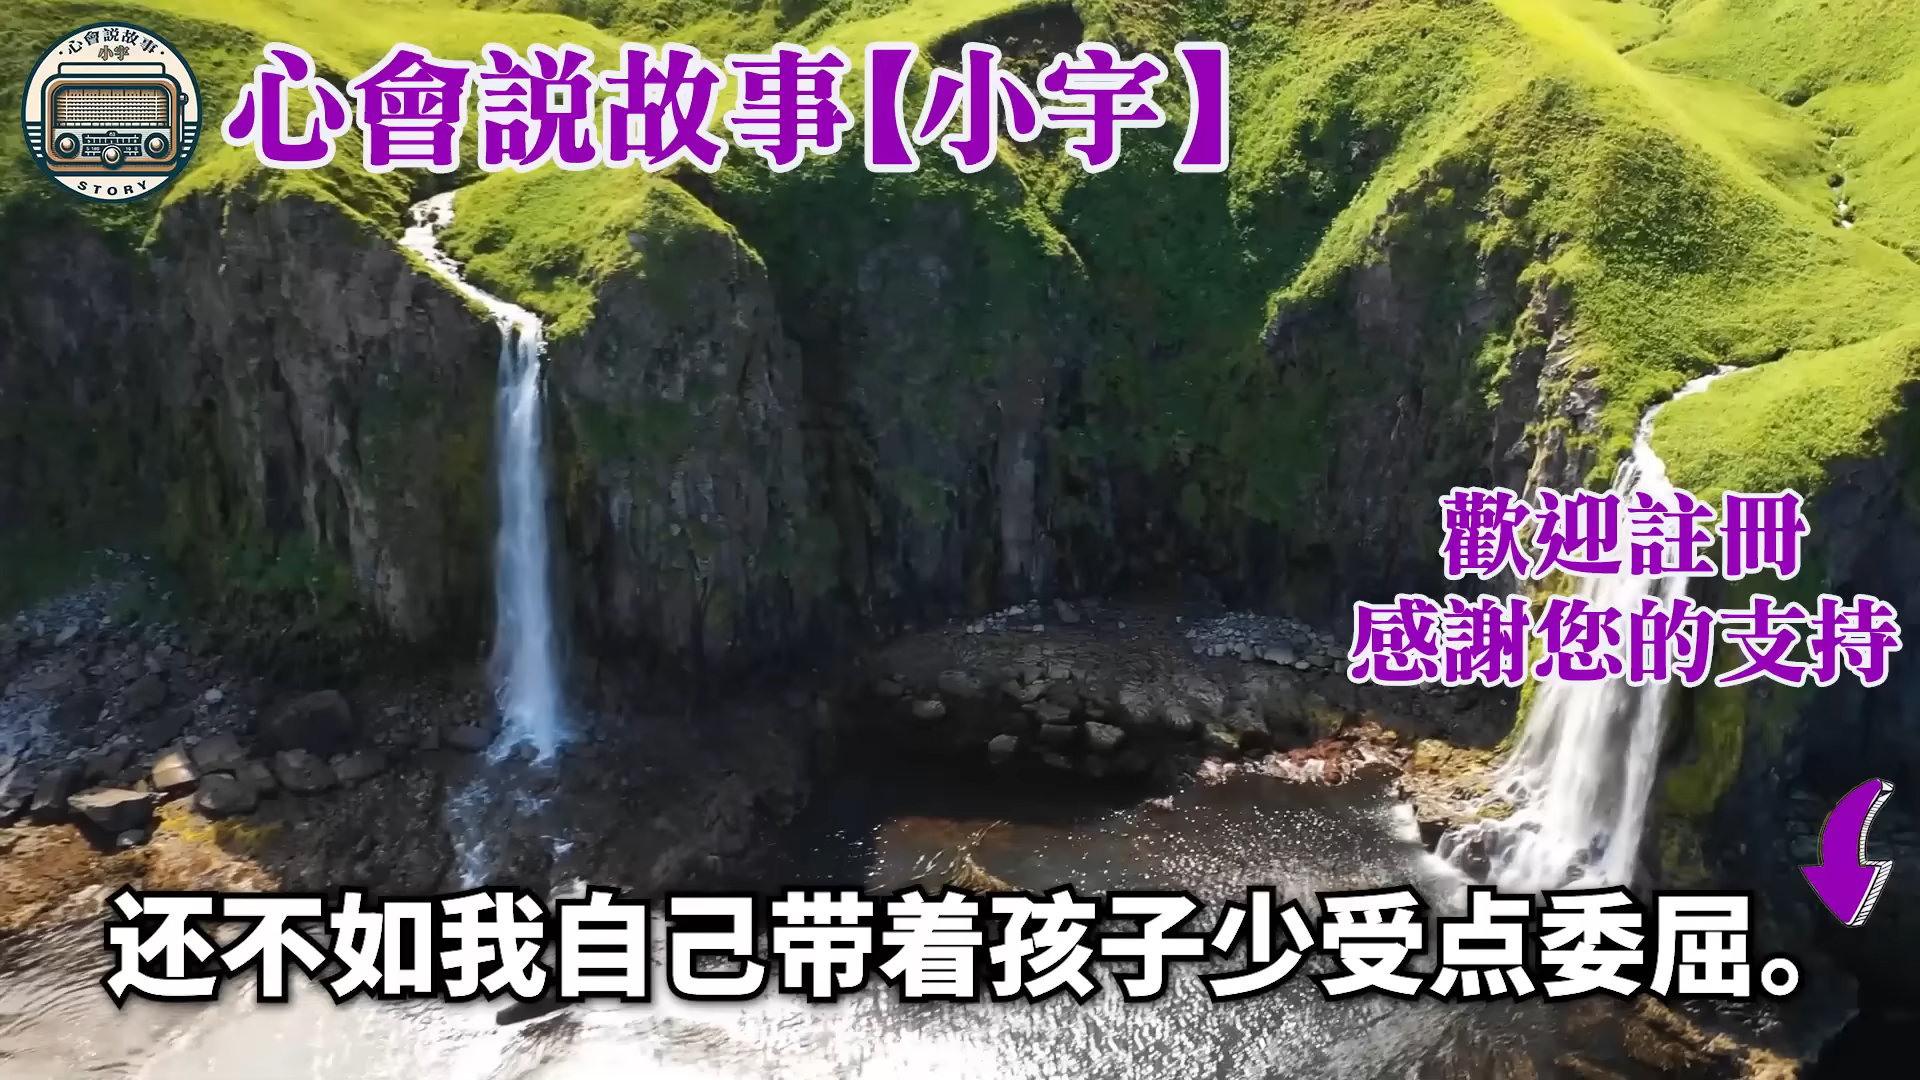 心會説故事
小宇
STORY
心會説故事【小宇】
歡迎註冊
感謝您的支持
还不如我自己带着孩子少受点委屈。